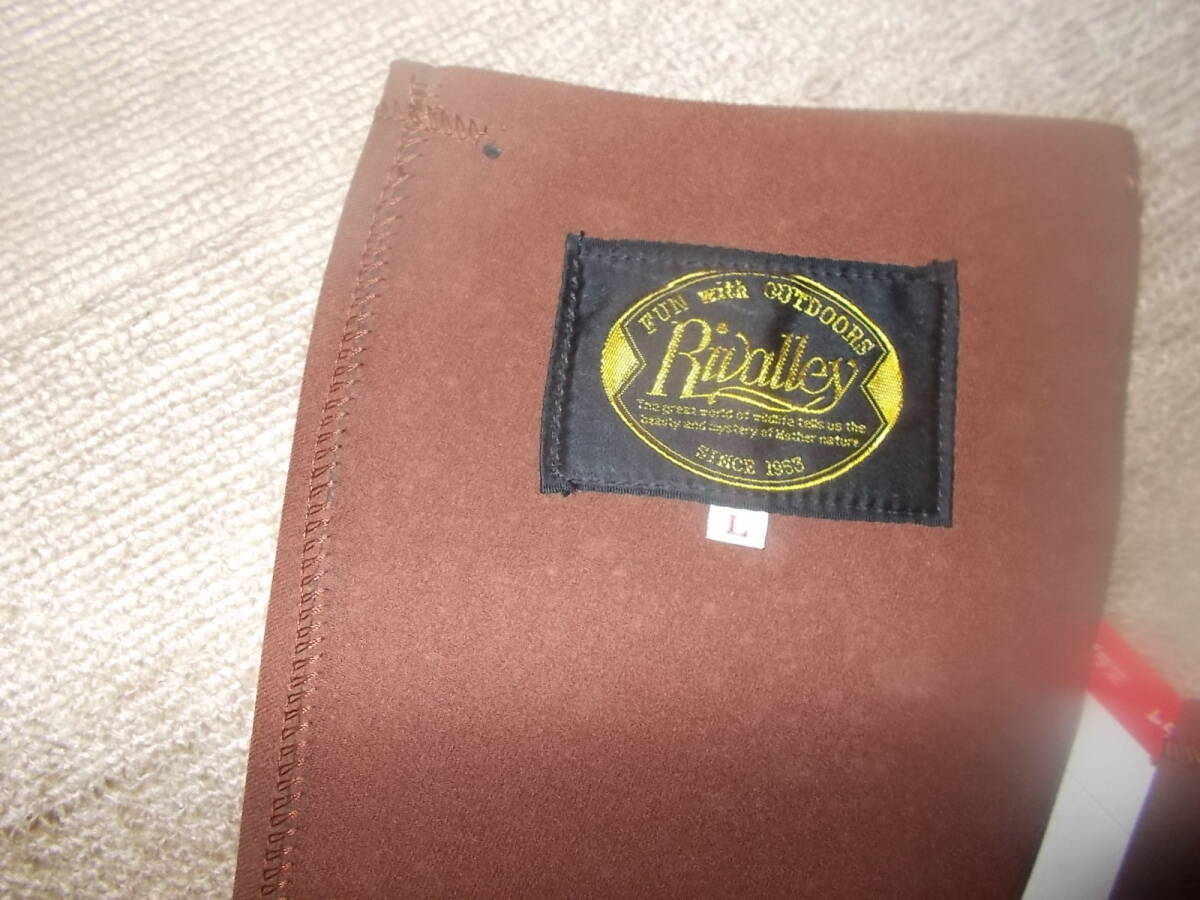 FUN with OUTDOORS
Rivalley
The great world of wildlife tells us the
beauty and mystery of Mother nature
SINCE 1953
L